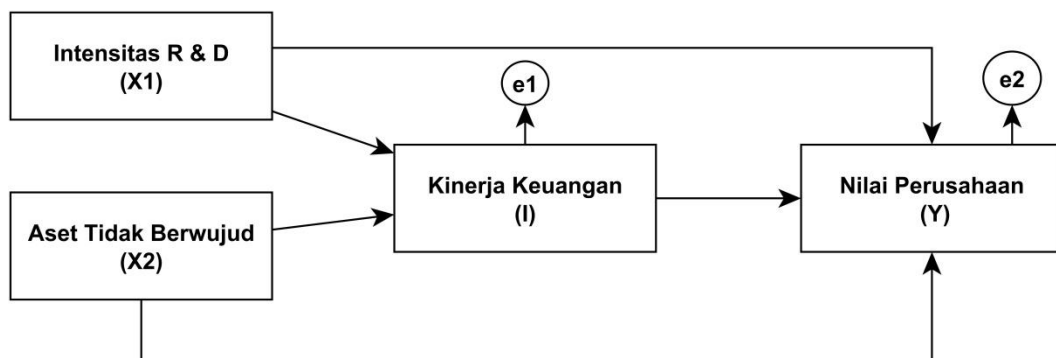 Intensitas R & D
(X1)
e1
e2
Kinerja Keuangan
(I)
Nilai Perusahaan
(Y)
Aset Tidak Berwujud
(X2)